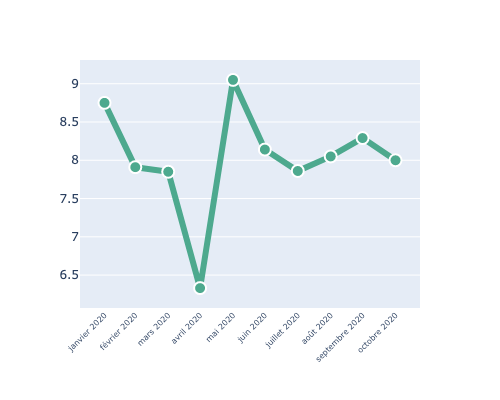 9
8.5
8
7.5
7
6.5
janvier 2020
février 2020
mars 2020
avril 2020
mai 2020
juin 2020
juillet 2020
août 2020
septembre 2020
octobre 2020